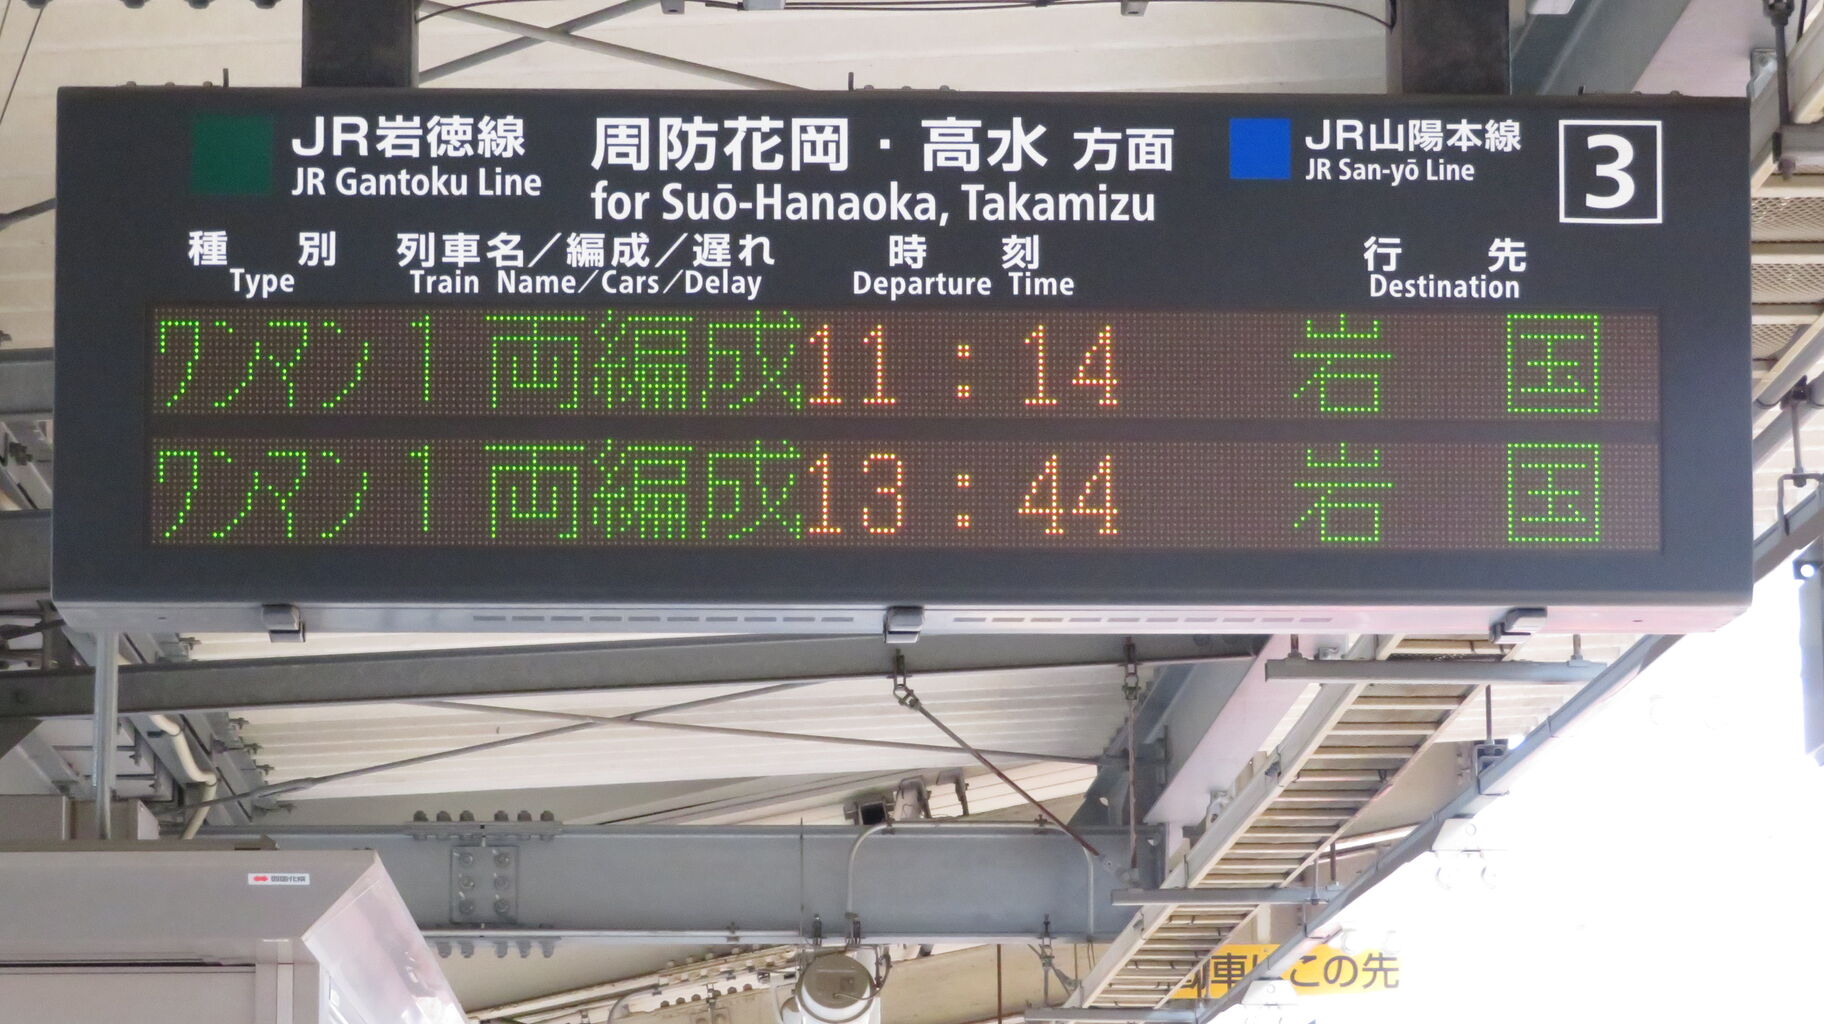 JR岩徳線 周防花岡・高水 方面 JR山陽本線 3
JR Gantoku Line for Suō-Hanaoka, Takamizu JR San-yō Line
種別 列車名／編成／遅れ 時刻 行先
Type Train Name／Cars／Delay Departure Time Destination
ワンマン 1両編成 11:14 岩国
ワンマン 1両編成 13:44 岩国
車はこの先